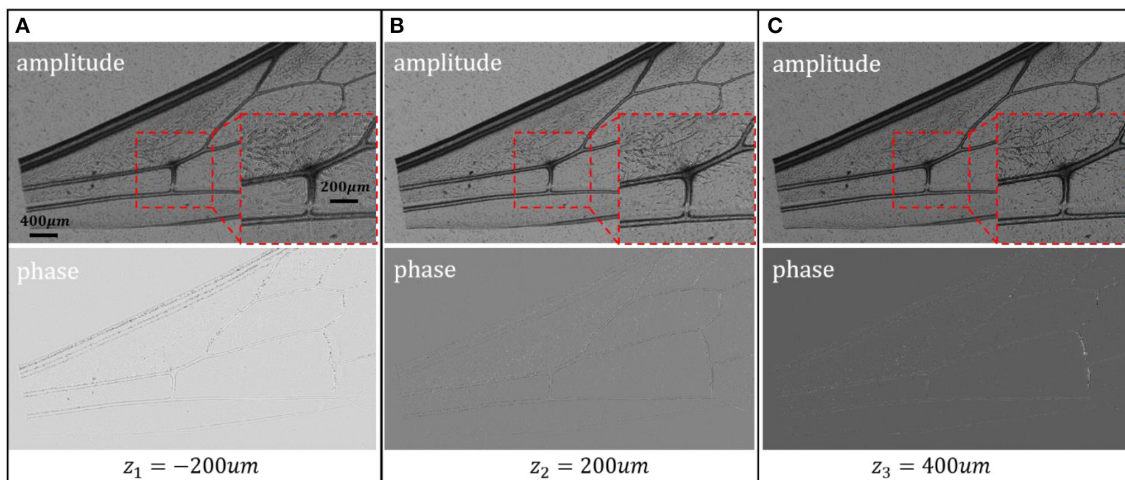 A
B
C
amplitude
amplitude
amplitude
200μm
400μm
phase
phase
phase
z₁ = −200um
z₂ = 200um
z₃ = 400um